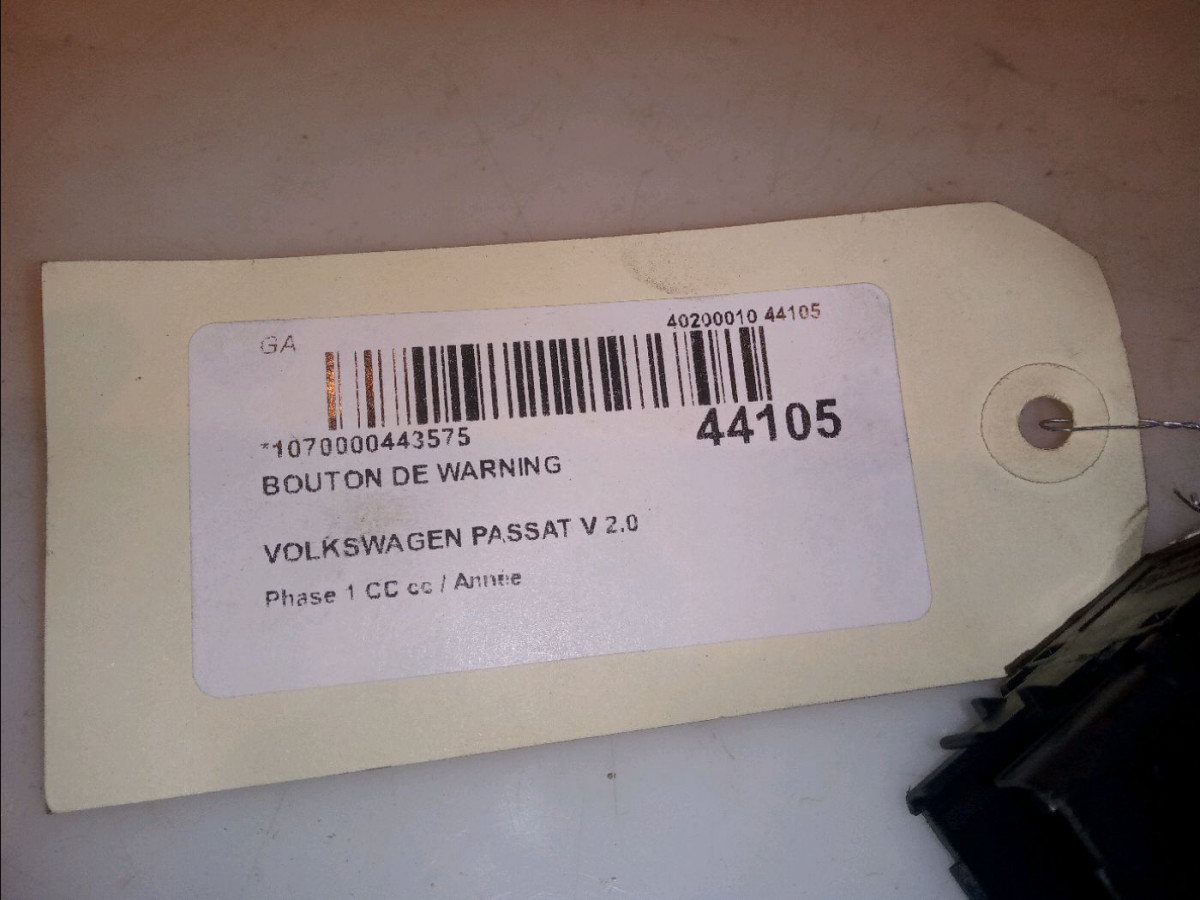 GA
40200010 44105
*1070000443575
44105
BOUTON DE WARNING
VOLKSWAGEN PASSAT V 2.0
Phase 1 CC cc / Année